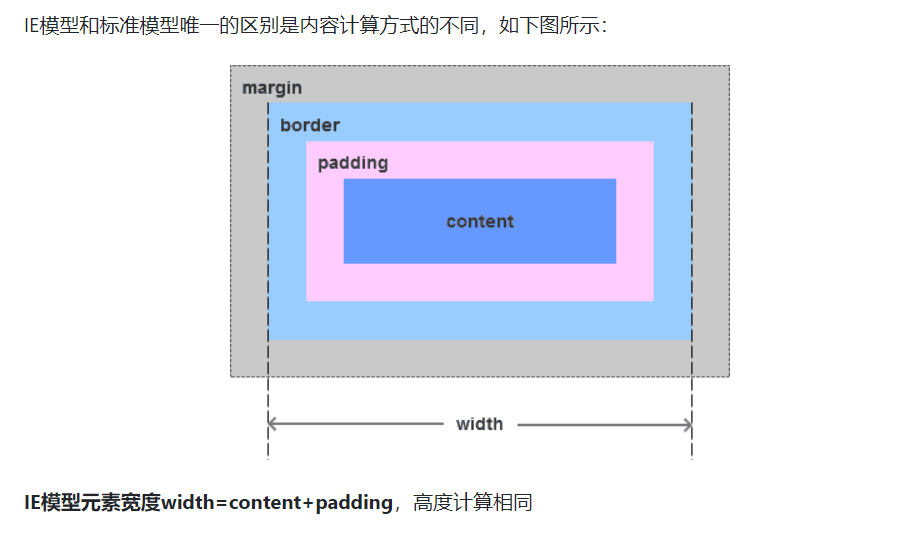 IE模型和标准模型唯一的区别是内容计算方式的不同，如下图所示：
margin
border
padding
content
width
IE模型元素宽度width=content+padding，高度计算相同